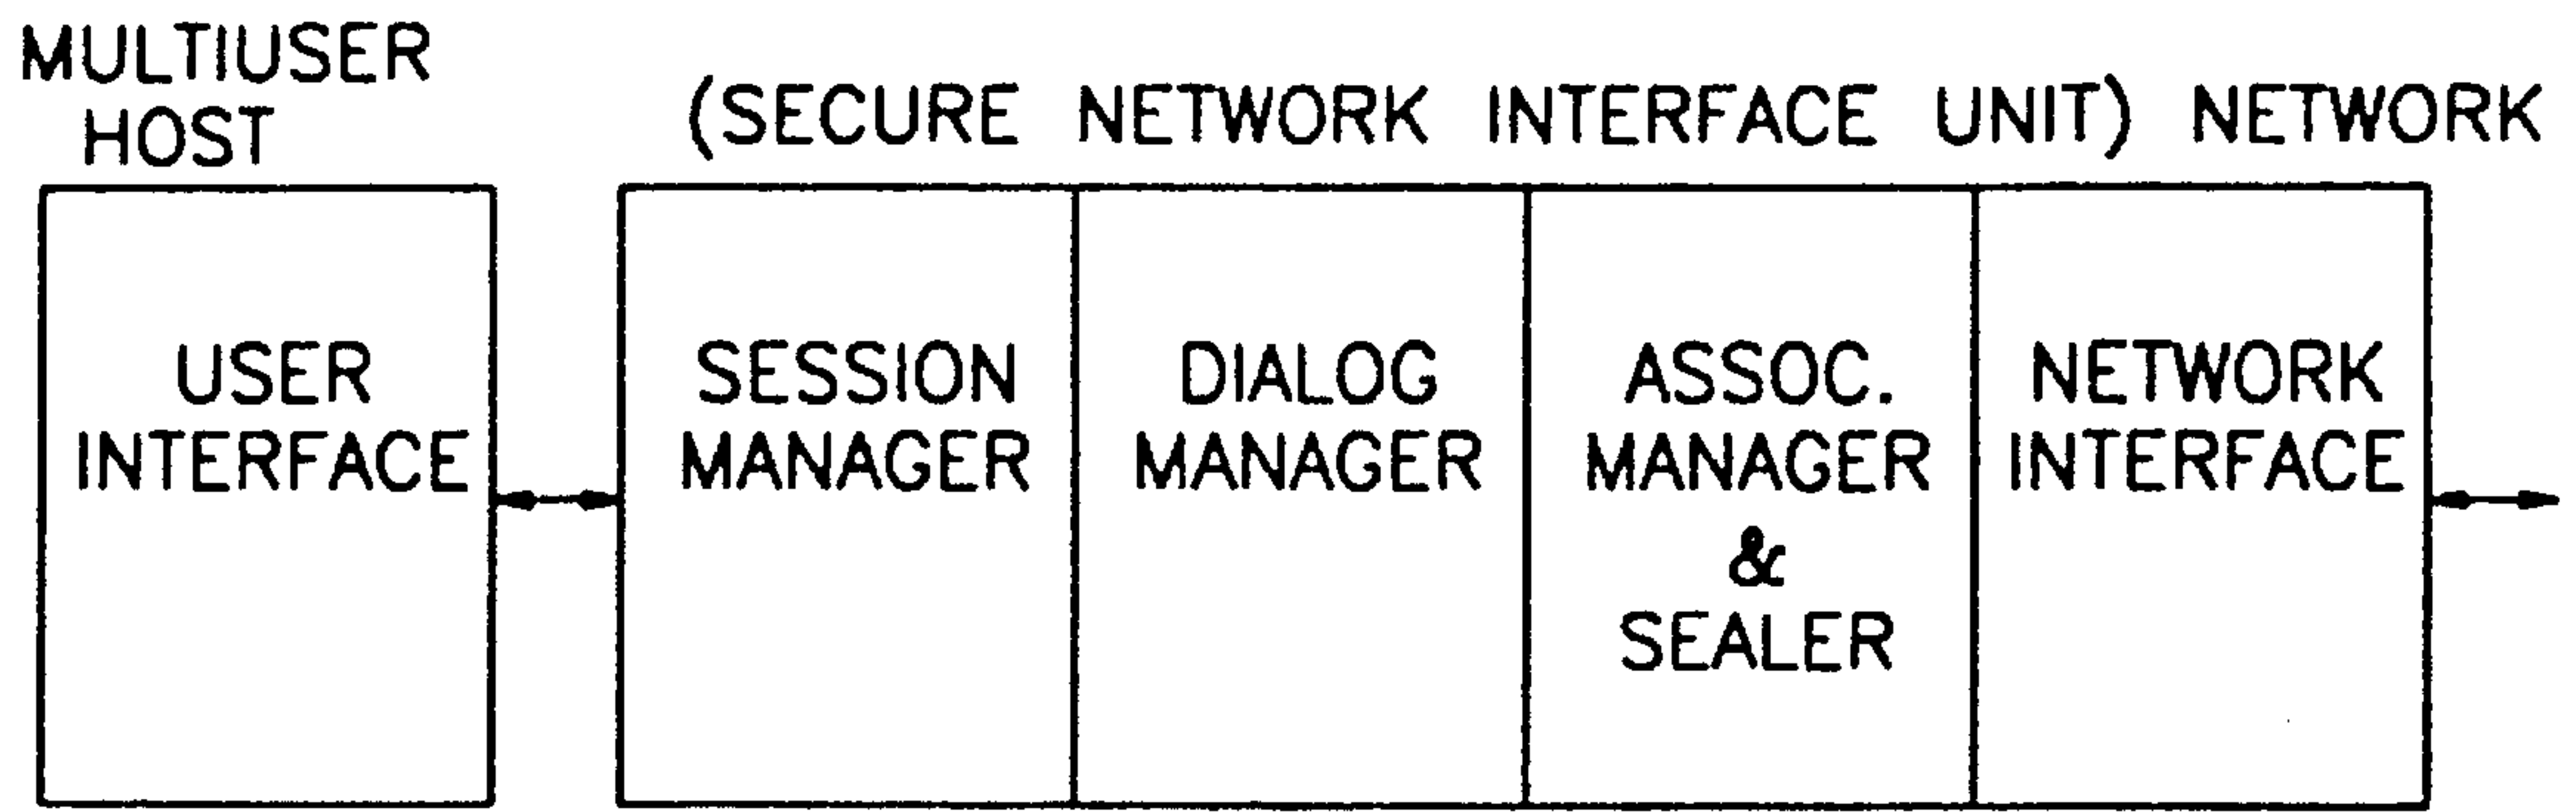 MULTIUSER
HOST
(SECURE NETWORK INTERFACE UNIT) NETWORK
USER
INTERFACE
SESSION
MANAGER
DIALOG
MANAGER
ASSOC.
MANAGER
&
SEALER
NETWORK
INTERFACE